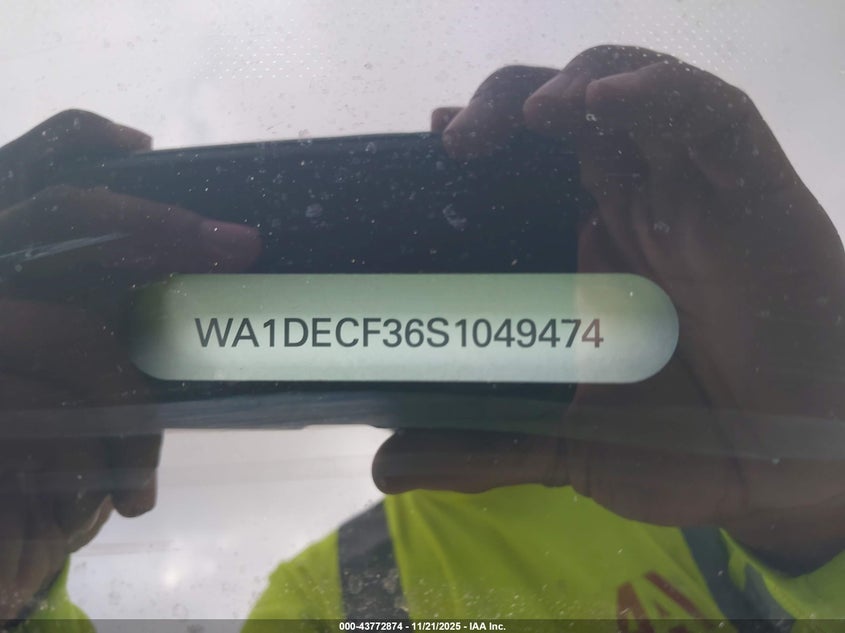 WA1DECF36S1049474
000-43772874 - 11/21/2025 - IAA Inc.